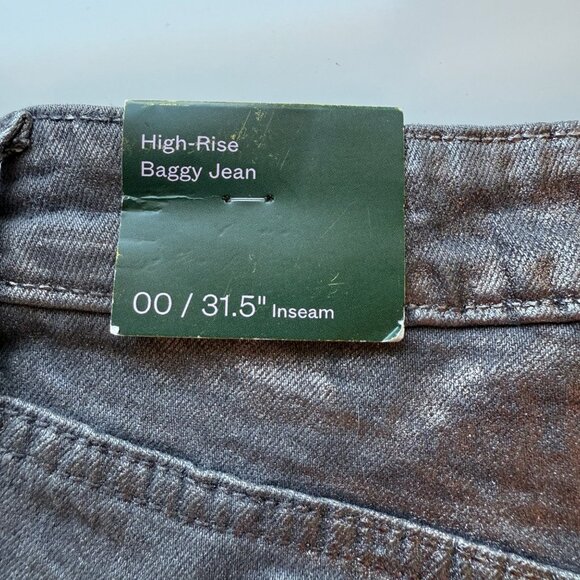 High-Rise
Baggy Jean
00 / 31.5" Inseam